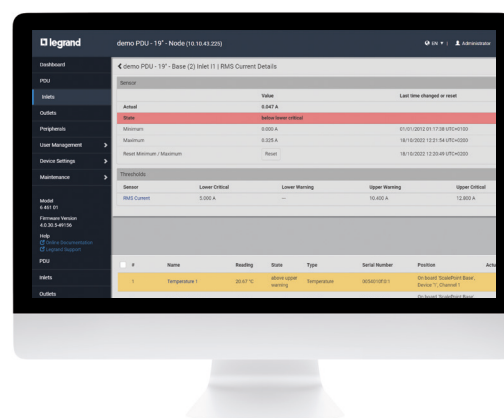 legrand
demo PDU - 19" - Node (10.10.43.225)
EN
Administrator
Dashboard
PDU
Inlets
Outlets
Peripherals
User Management
Device Settings
Maintenance
Model
6 461 01
Firmware Version
4.0.30.5-49156
Help
Online Documentation
Legrand Support
PDU
Inlets
Outlets
demo PDU - 19" - Base (2) Inlet I1 | RMS Current Details
Sensor
Value Last time changed or reset
Actual 0.047 A
State below lower critical
Minimum 0.000 A 01/01/2012 01:17:28 UTC+0100
Maximum 0.325 A 18/10/2022 12:31:54 UTC+0200
Reset Minimum / Maximum Reset 18/10/2022 12:20:49 UTC+0200
Thresholds
Sensor Lower Critical Lower Warning Upper Warning Upper Critical
RMS Current 5.000 A -- 10.400 A 12.800 A
# Name Reading State Type Serial Number Position
1 Temperature 1 20.67 °C above upper warning Temperature On board 'ScalePoint Base',
Device '1', Channel 1
On board 'ScalePoint Base',